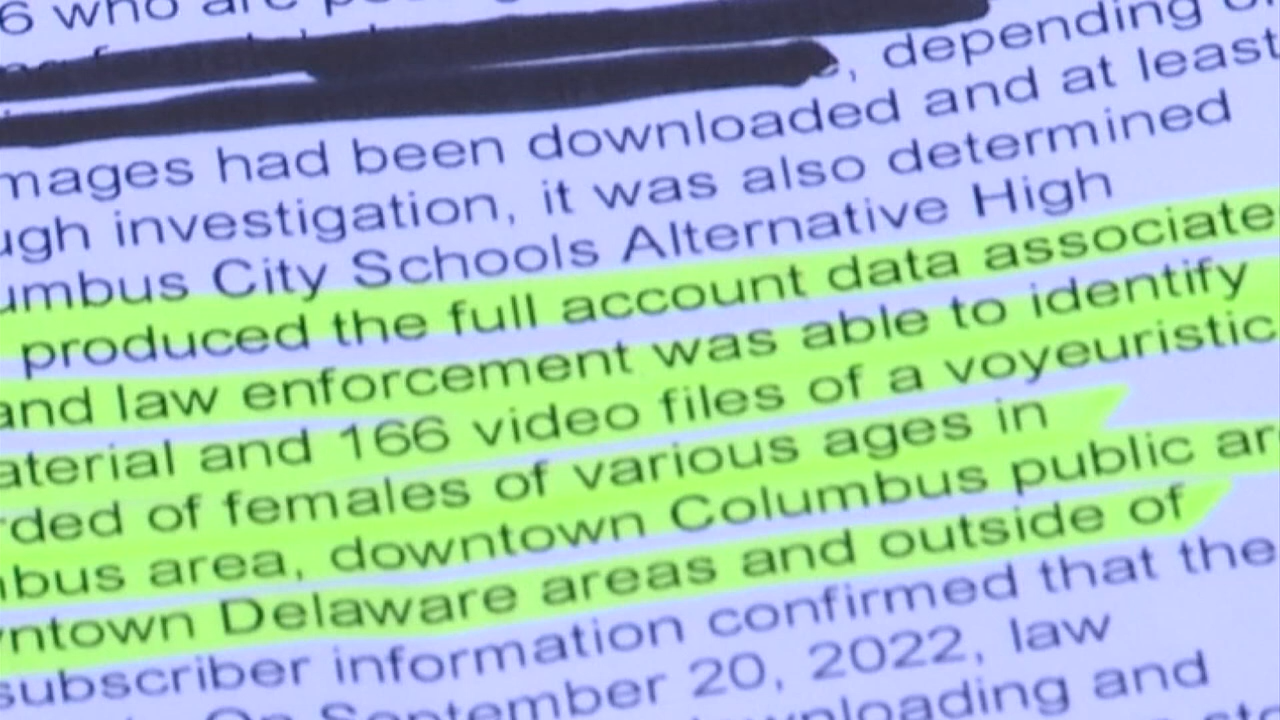 6 who are
, depending
mages had been downloaded and at least
ugh investigation, it was also determined
umbus City Schools Alternative High
produced the full account data associate
and law enforcement was able to identify
aterial and 166 video files of a voyeuristic
rded of females of various ages in
bus area, downtown Columbus public ar
ntown Delaware areas and outside of
subscriber information confirmed that the
On September 20, 2022, law
nloading and